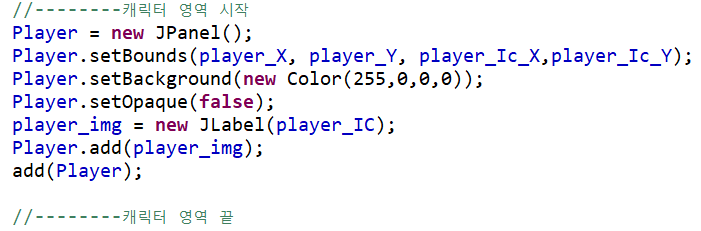 //--------캐릭터 영역 시작
Player = new JPanel();
Player.setBounds(player_X, player_Y, player_Ic_X,player_Ic_Y);
Player.setBackground(new Color(255,0,0,0));
Player.setOpaque(false);
player_img = new JLabel(player_IC);
Player.add(player_img);
add(Player);
//--------캐릭터 영역 끝